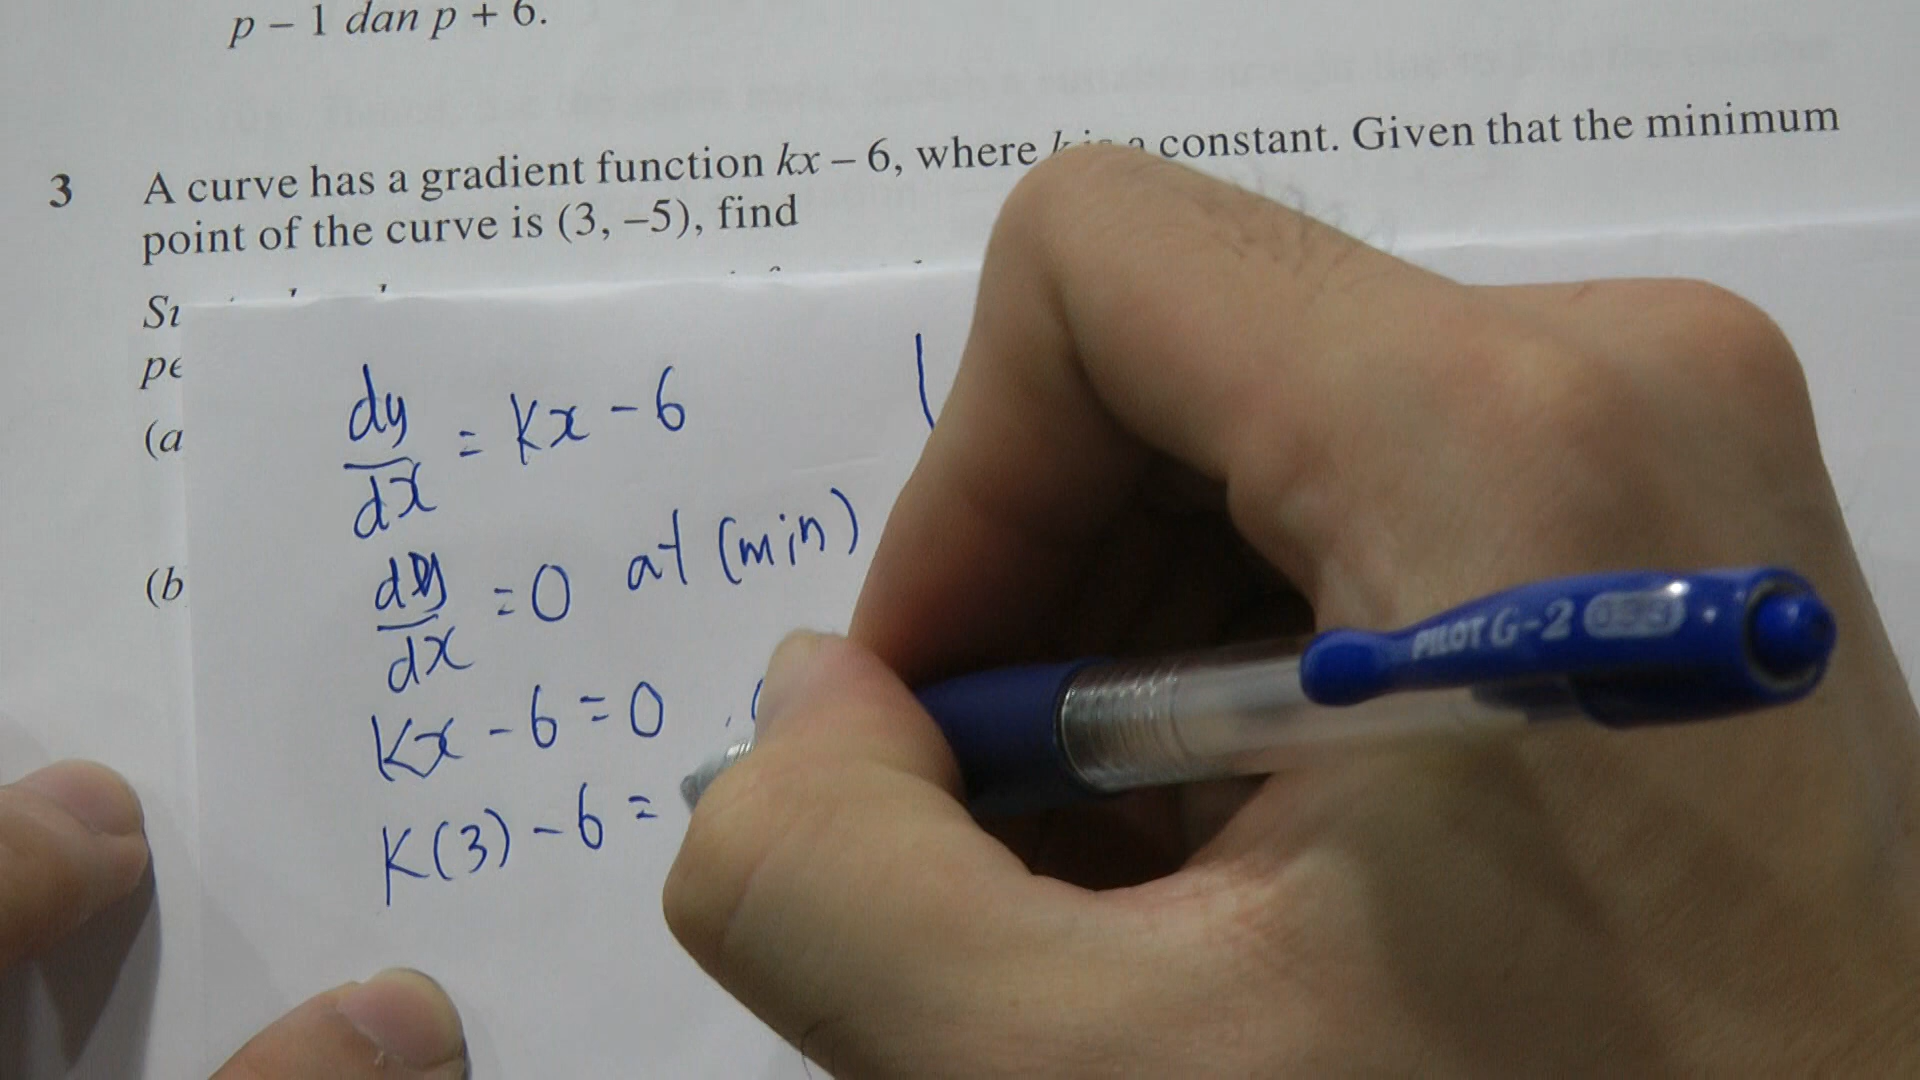 p – 1 dan p + 6.
3 A curve has a gradient function kx – 6, where k is a constant. Given that the minimum
point of the curve is (3, –5), find
(a
(b
dy/dx = kx - 6
dy/dx = 0 at (min)
kx - 6 = 0
k(3) - 6 =
PILOT G-2